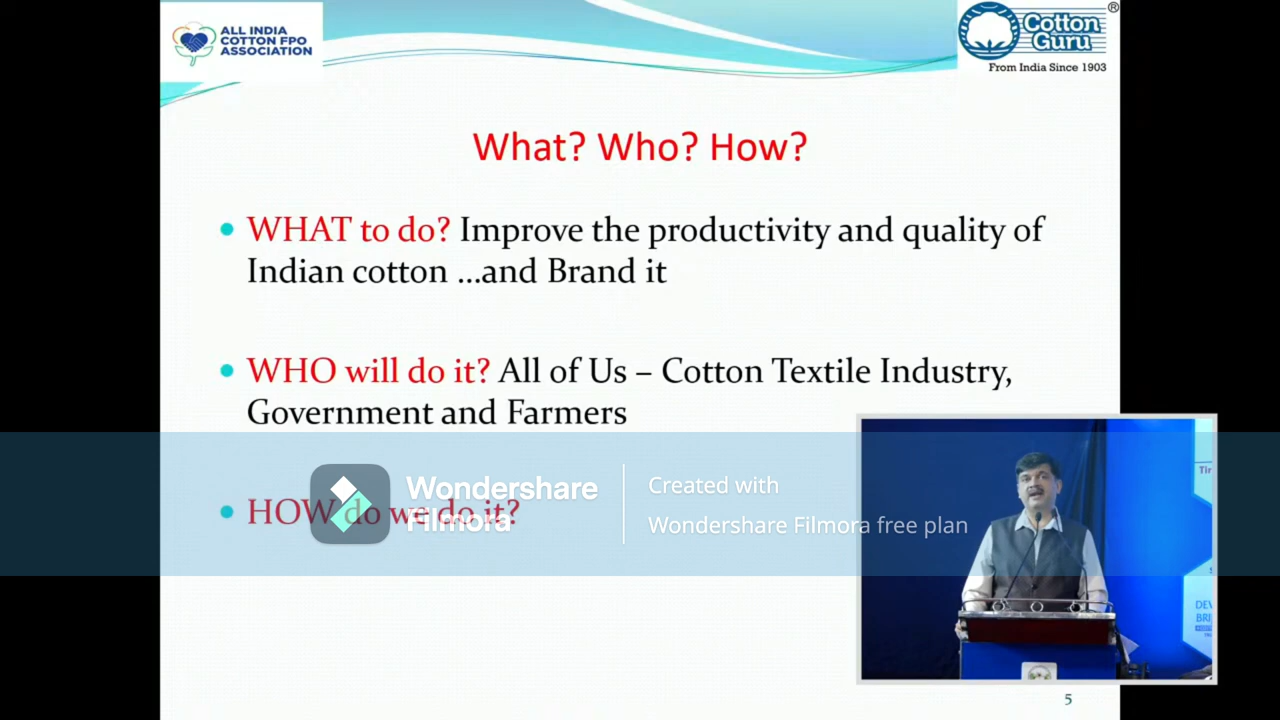 ALL INDIA
COTTON FPO
ASSOCIATION
Cotton
Guru
®
From India Since 1903
What? Who? How?
WHAT to do? Improve the productivity and quality of
Indian cotton ...and Brand it
WHO will do it? All of Us – Cotton Textile Industry,
Government and Farmers
HOW do we do it?
Wondershare
Filmora
Created with
Wondershare Filmora free plan
5